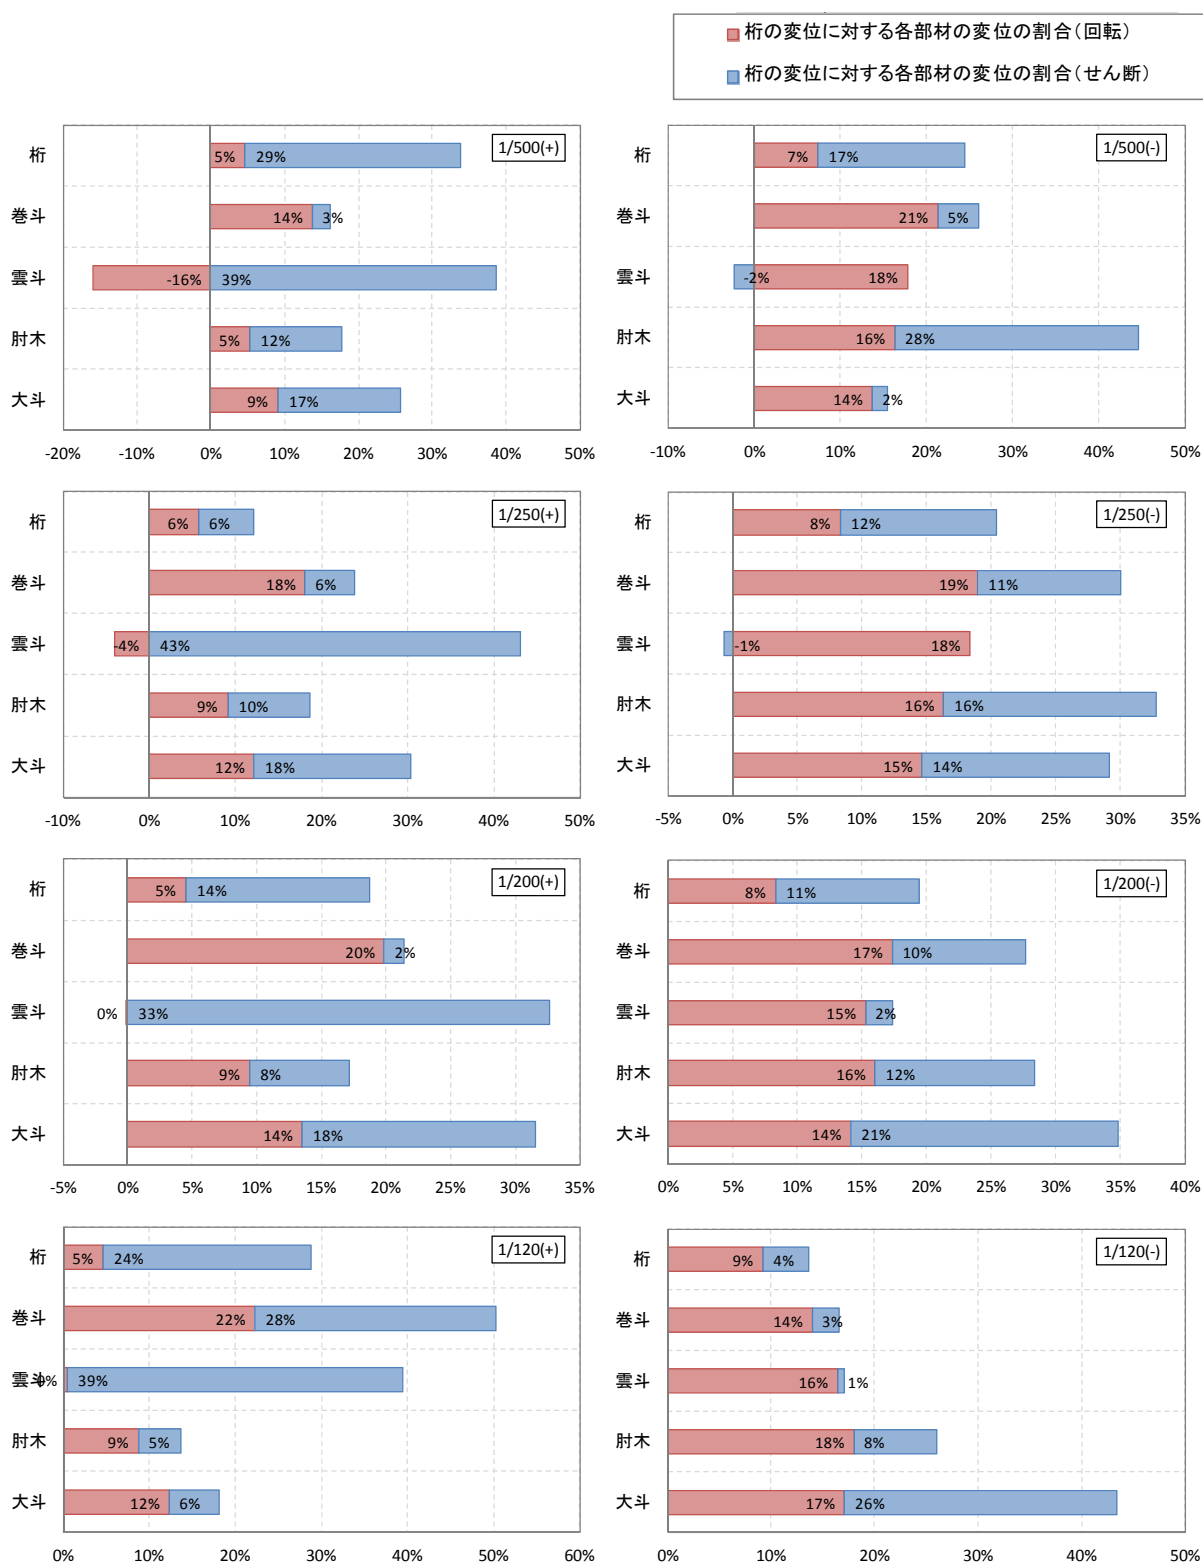 桁の変位に対する各部材の変位の割合(回転)
桁の変位に対する各部材の変位の割合(せん断)
1/500(+)
桁 5% 29%
巻斗 14% 3%
雲斗 -16% 39%
肘木 5% 12%
大斗 9% 17%
-20% -10% 0% 10% 20% 30% 40% 50%
1/500(-)
桁 7% 17%
巻斗 21% 5%
雲斗 -2% 18%
肘木 16% 28%
大斗 14% 2%
-10% 0% 10% 20% 30% 40% 50%
1/250(+)
桁 6% 6%
巻斗 18% 6%
雲斗 -4% 43%
肘木 9% 10%
大斗 12% 18%
-10% 0% 10% 20% 30% 40% 50%
1/250(-)
桁 8% 12%
巻斗 19% 11%
雲斗 -1% 18%
肘木 16% 16%
大斗 15% 14%
-5% 0% 5% 10% 15% 20% 25% 30% 35%
1/200(+)
桁 5% 14%
巻斗 20% 2%
雲斗 0% 33%
肘木 9% 8%
大斗 14% 18%
-5% 0% 5% 10% 15% 20% 25% 30% 35%
1/200(-)
桁 8% 11%
巻斗 17% 10%
雲斗 15% 2%
肘木 16% 12%
大斗 14% 21%
0% 5% 10% 15% 20% 25% 30% 35% 40%
1/120(+)
桁 5% 24%
巻斗 22% 28%
雲斗 0% 39%
肘木 9% 5%
大斗 12% 6%
0% 10% 20% 30% 40% 50% 60%
1/120(-)
桁 9% 4%
巻斗 14% 3%
雲斗 16% 1%
肘木 18% 8%
大斗 17% 26%
0% 10% 20% 30% 40% 50%